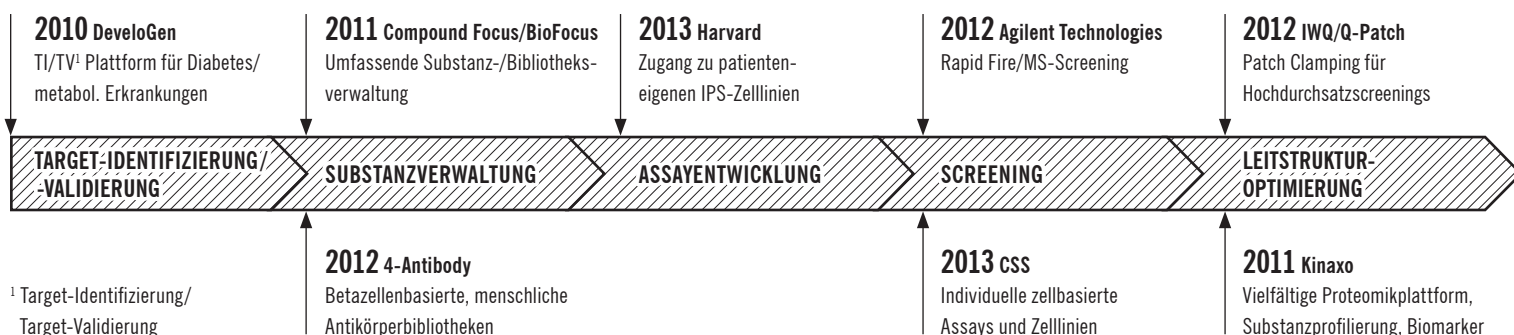 2010 DeveloGen
TI/TV¹ Plattform für Diabetes/
metabol. Erkrankungen
2011 Compound Focus/BioFocus
Umfassende Substanz-/Bibliotheks-
verwaltung
2013 Harvard
Zugang zu patienten-
eigenen IPS-Zelllinien
2012 Agilent Technologies
Rapid Fire/MS-Screening
2012 IWQ/Q-Patch
Patch Clamping für
Hochdurchsatzscreenings
TARGET-IDENTIFIZIERUNG/
-VALIDIERUNG
SUBSTANZVERWALTUNG
ASSAYENTWICKLUNG
SCREENING
LEITSTRUKTUR-
OPTIMIERUNG
¹ Target-Identifizierung/
Target-Validierung
2012 4-Antibody
Betazellenbasierte, menschliche
Antikörperbibliotheken
2013 CSS
Individuelle zellbasierte
Assays und Zelllinien
2011 Kinaxo
Vielfältige Proteomikplattform,
Substanzprofilierung, Biomarker